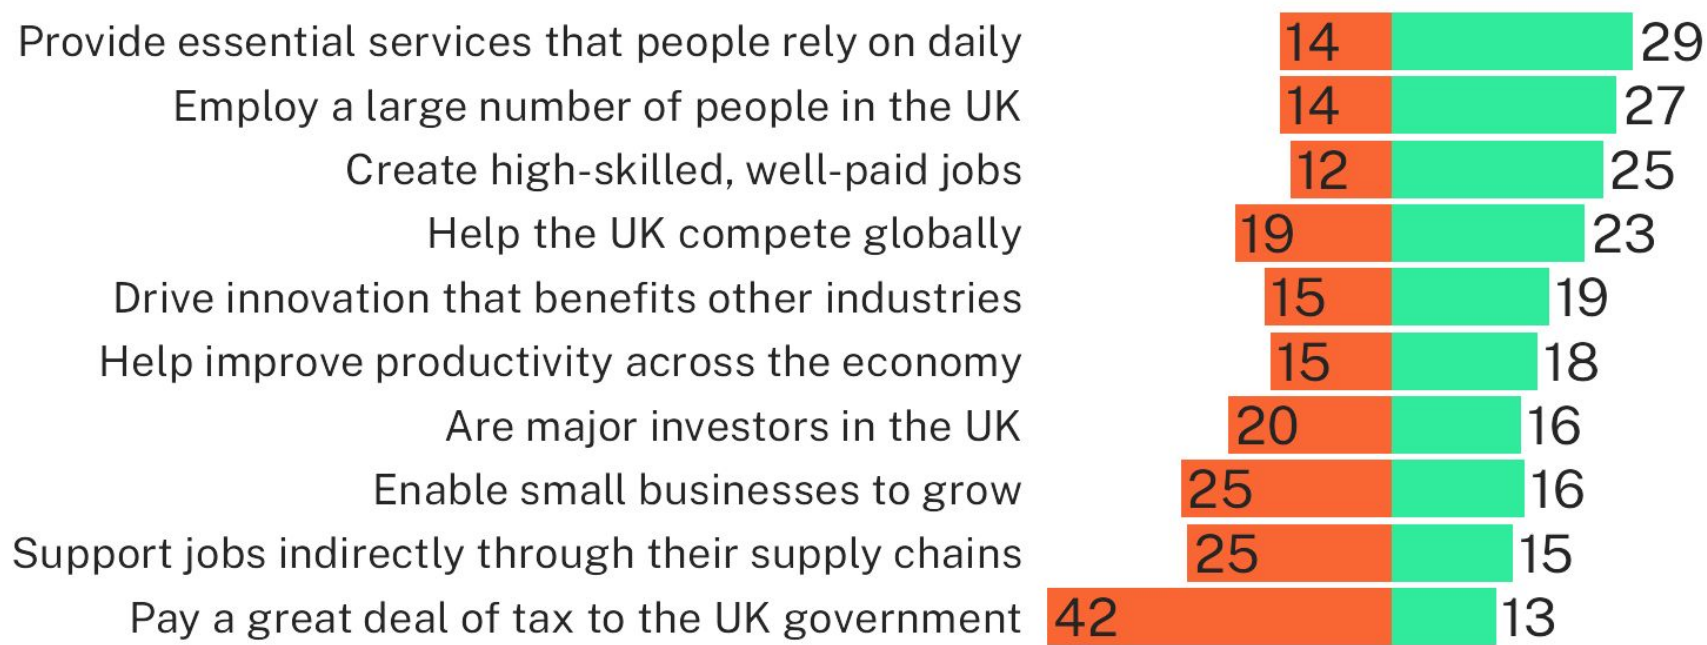 Provide essential services that people rely on daily 14 29
Employ a large number of people in the UK 14 27
Create high-skilled, well-paid jobs 12 25
Help the UK compete globally 19 23
Drive innovation that benefits other industries 15 19
Help improve productivity across the economy 15 18
Are major investors in the UK 20 16
Enable small businesses to grow 25 16
Support jobs indirectly through their supply chains 25 15
Pay a great deal of tax to the UK government 42 13